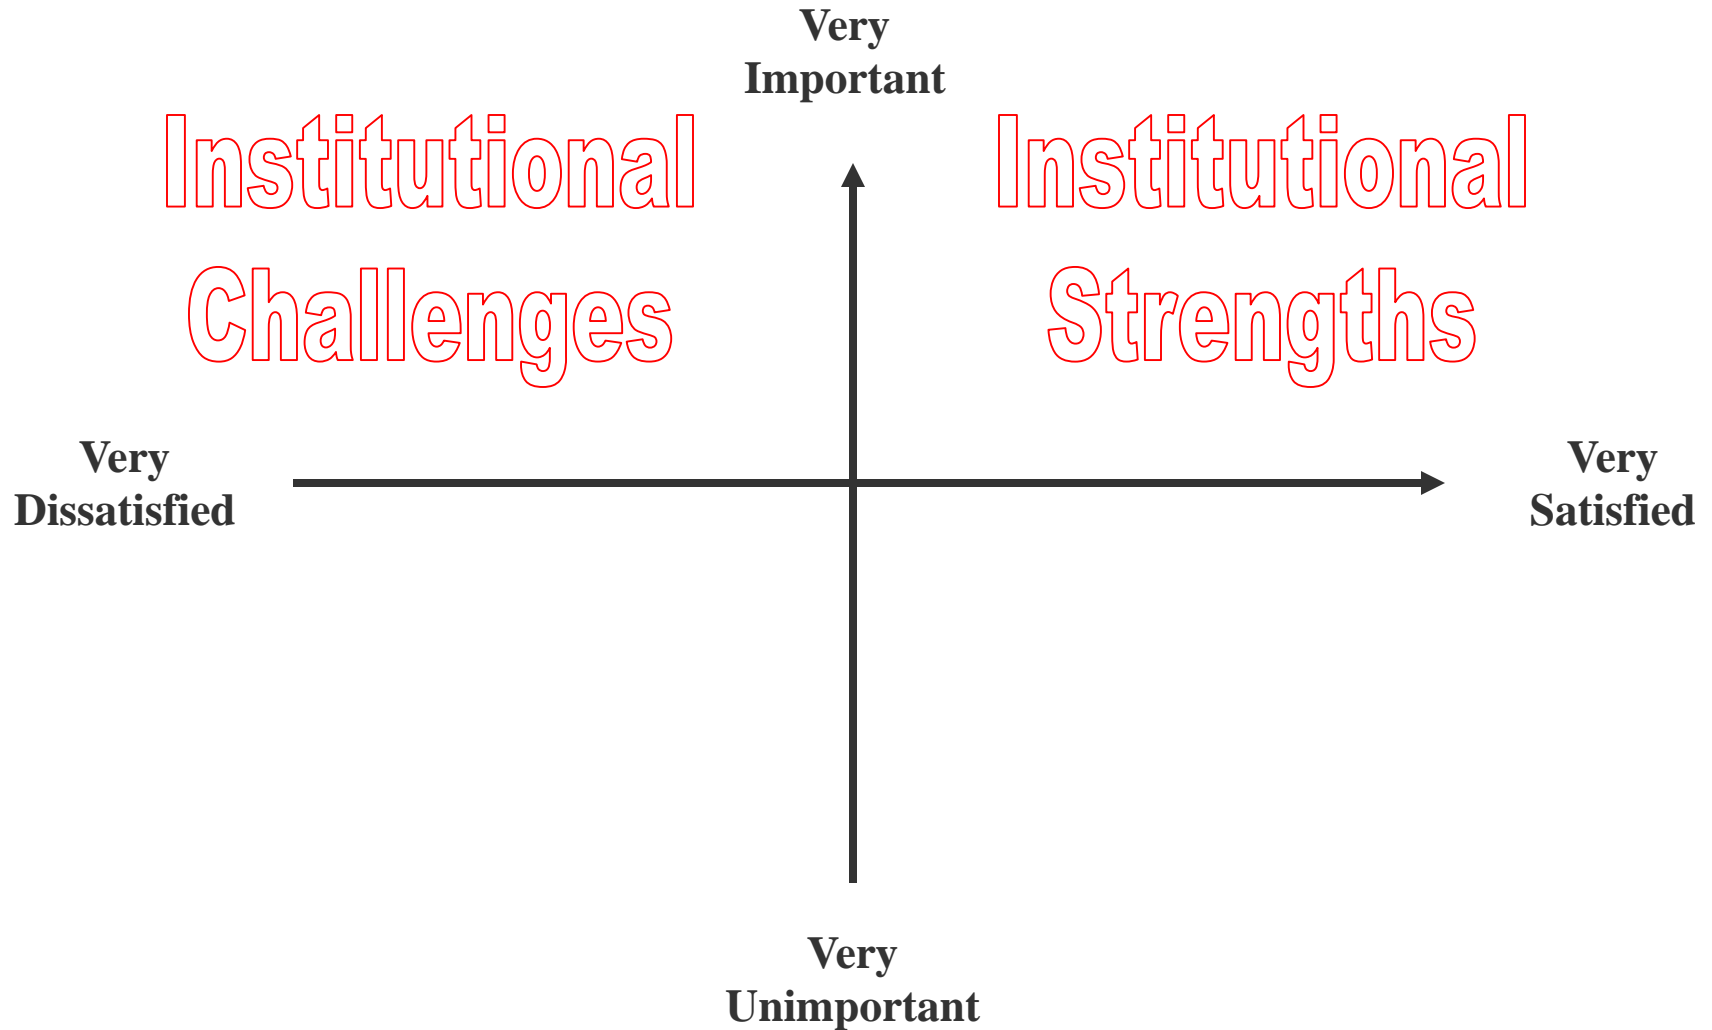 Very
Important
Institutional
Challenges
Institutional
Strengths
Very
Dissatisfied
Very
Satisfied
Very
Unimportant